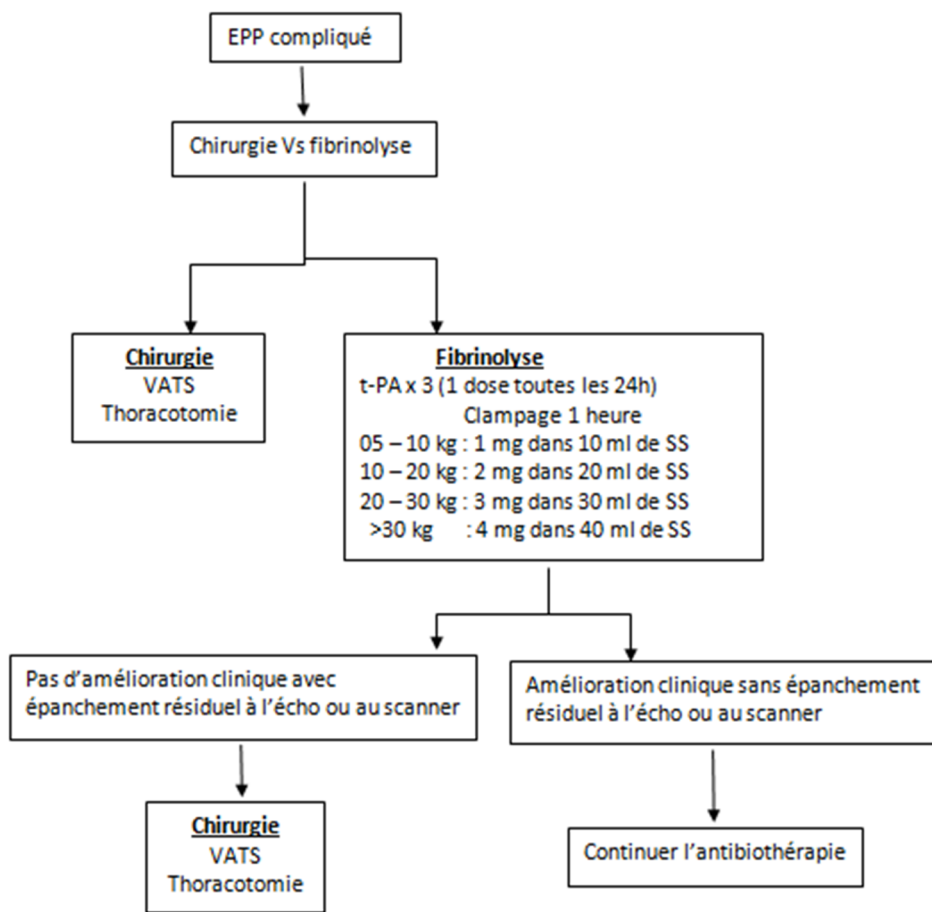 EPP compliqué
Chirurgie Vs fibrinolyse
Chirurgie
VATS
Thoracotomie
Fibrinolyse
t-PA x 3 (1 dose toutes les 24h)
Clampage 1 heure
05 – 10 kg : 1 mg dans 10 ml de SS
10 – 20 kg : 2 mg dans 20 ml de SS
20 – 30 kg : 3 mg dans 30 ml de SS
>30 kg : 4 mg dans 40 ml de SS
Pas d’amélioration clinique avec
épanchement résiduel à l’écho ou au scanner
Amélioration clinique sans épanchement
résiduel à l’écho ou au scanner
Chirurgie
VATS
Thoracotomie
Continuer l’antibiothérapie